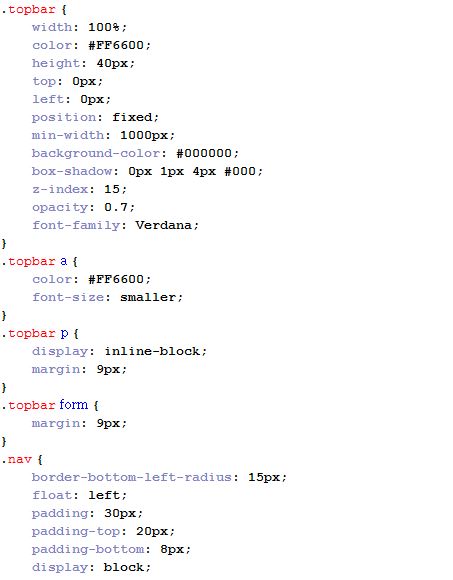 .topbar {
    width: 100%;
    color: #FF6600;
    height: 40px;
    top: 0px;
    left: 0px;
    position: fixed;
    min-width: 1000px;
    background-color: #000000;
    box-shadow: 0px 1px 4px #000;
    z-index: 15;
    opacity: 0.7;
    font-family: Verdana;
}
.topbar a {
    color: #FF6600;
    font-size: smaller;
}
.topbar p {
    display: inline-block;
    margin: 9px;
}
.topbar form {
    margin: 9px;
}
.nav {
    border-bottom-left-radius: 15px;
    float: left;
    padding: 30px;
    padding-top: 20px;
    padding-bottom: 8px;
    display: block;